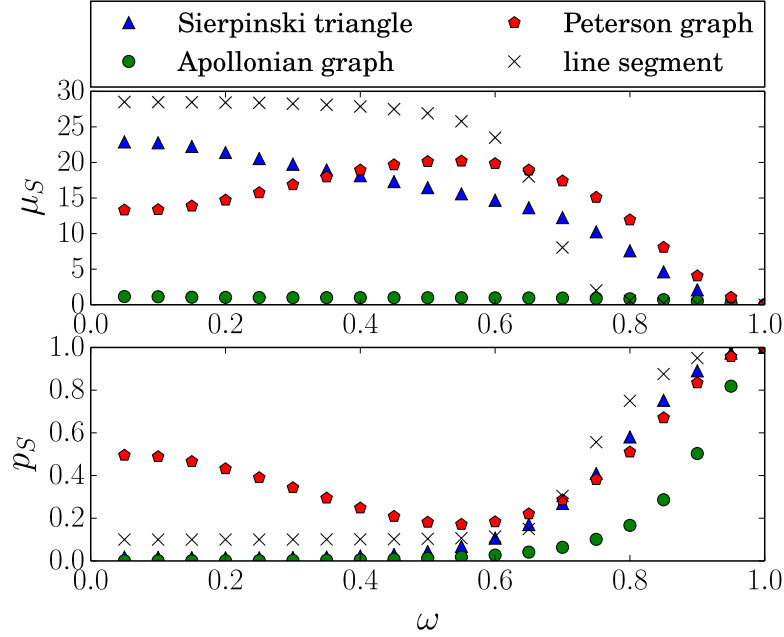 Sierpinski triangle Peterson graph
Apollonian graph line segment
30
25
20
15
10
5
0
μS
0.0 0.2 0.4 0.6 0.8 1.0
1.0
0.8
0.6
0.4
0.2
0.0
pS
0.0 0.2 0.4 0.6 0.8 1.0
ω